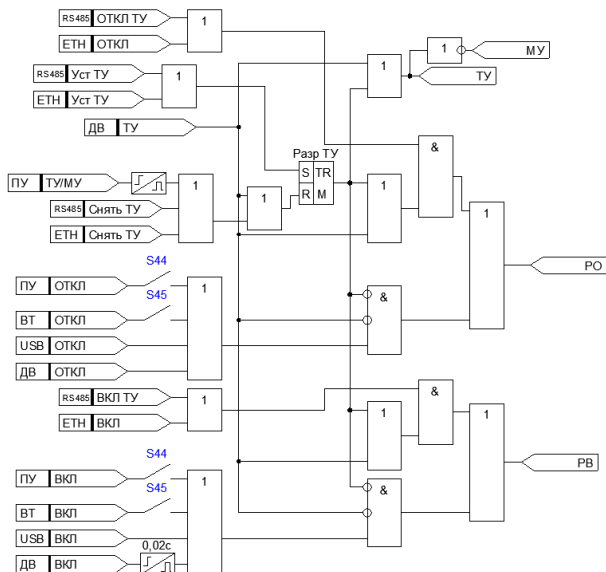 RS485 ОТКЛ ТУ
1
ETH ОТКЛ
1
МУ
RS485 Уст ТУ
1
1
ТУ
ETH Уст ТУ
ДВ ТУ
&
Разр ТУ
S TR
R M
ПУ ТУ/МУ
1
1
1
RS485 Снять ТУ
1
ETH Снять ТУ
S44
РО
ПУ ОТКЛ
1
S45
&
ВТ ОТКЛ
USB ОТКЛ
ДВ ОТКЛ
RS485 ВКЛ ТУ
1
&
ETH ВКЛ
1
1
S44
РВ
ПУ ВКЛ
1
S45
&
ВТ ВКЛ
USB ВКЛ
0,02с
ДВ ВКЛ